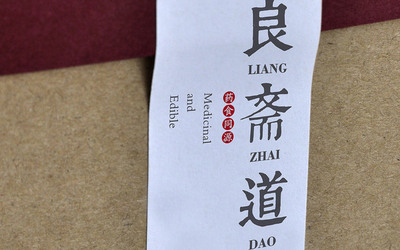 良
LIANG
斋
ZHAI
道
DAO
药食同源
Medicinal
and
Edible